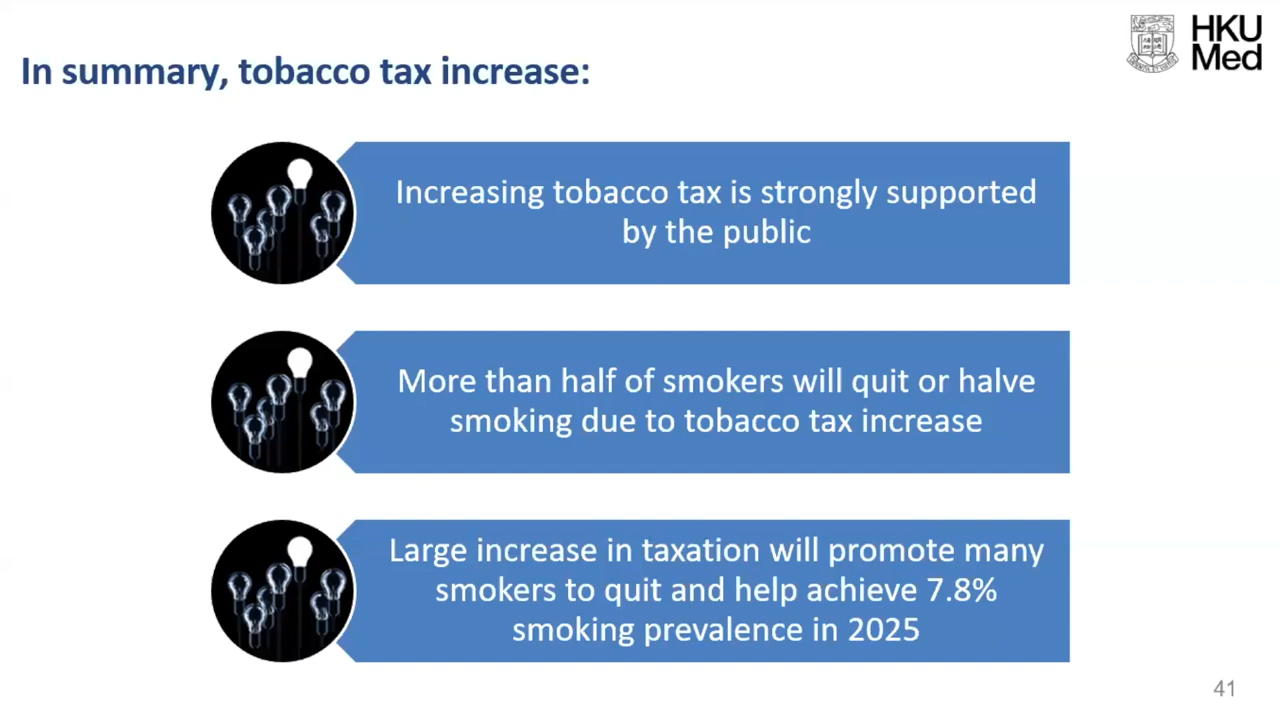 HKU
Med
In summary, tobacco tax increase:
Increasing tobacco tax is strongly supported
by the public
More than half of smokers will quit or halve
smoking due to tobacco tax increase
Large increase in taxation will promote many
smokers to quit and help achieve 7.8%
smoking prevalence in 2025
41